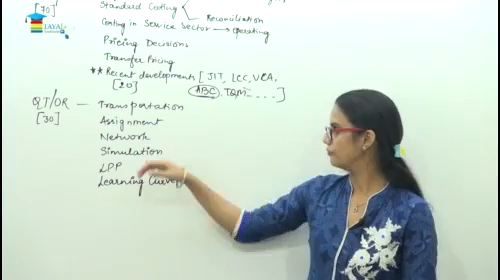 [70]
JAYAJ
Standard Costing
Reconciliation
Costing in Service Sector → Operating
Pricing Decisions
Transfer Pricing
** Recent developments [ JIT, LCC, VCA,
[20]
ABC, TQM- ....]
QT/OR — Transportation
[30]
Assignment
Network
Simulation
LPP
Learning Curve